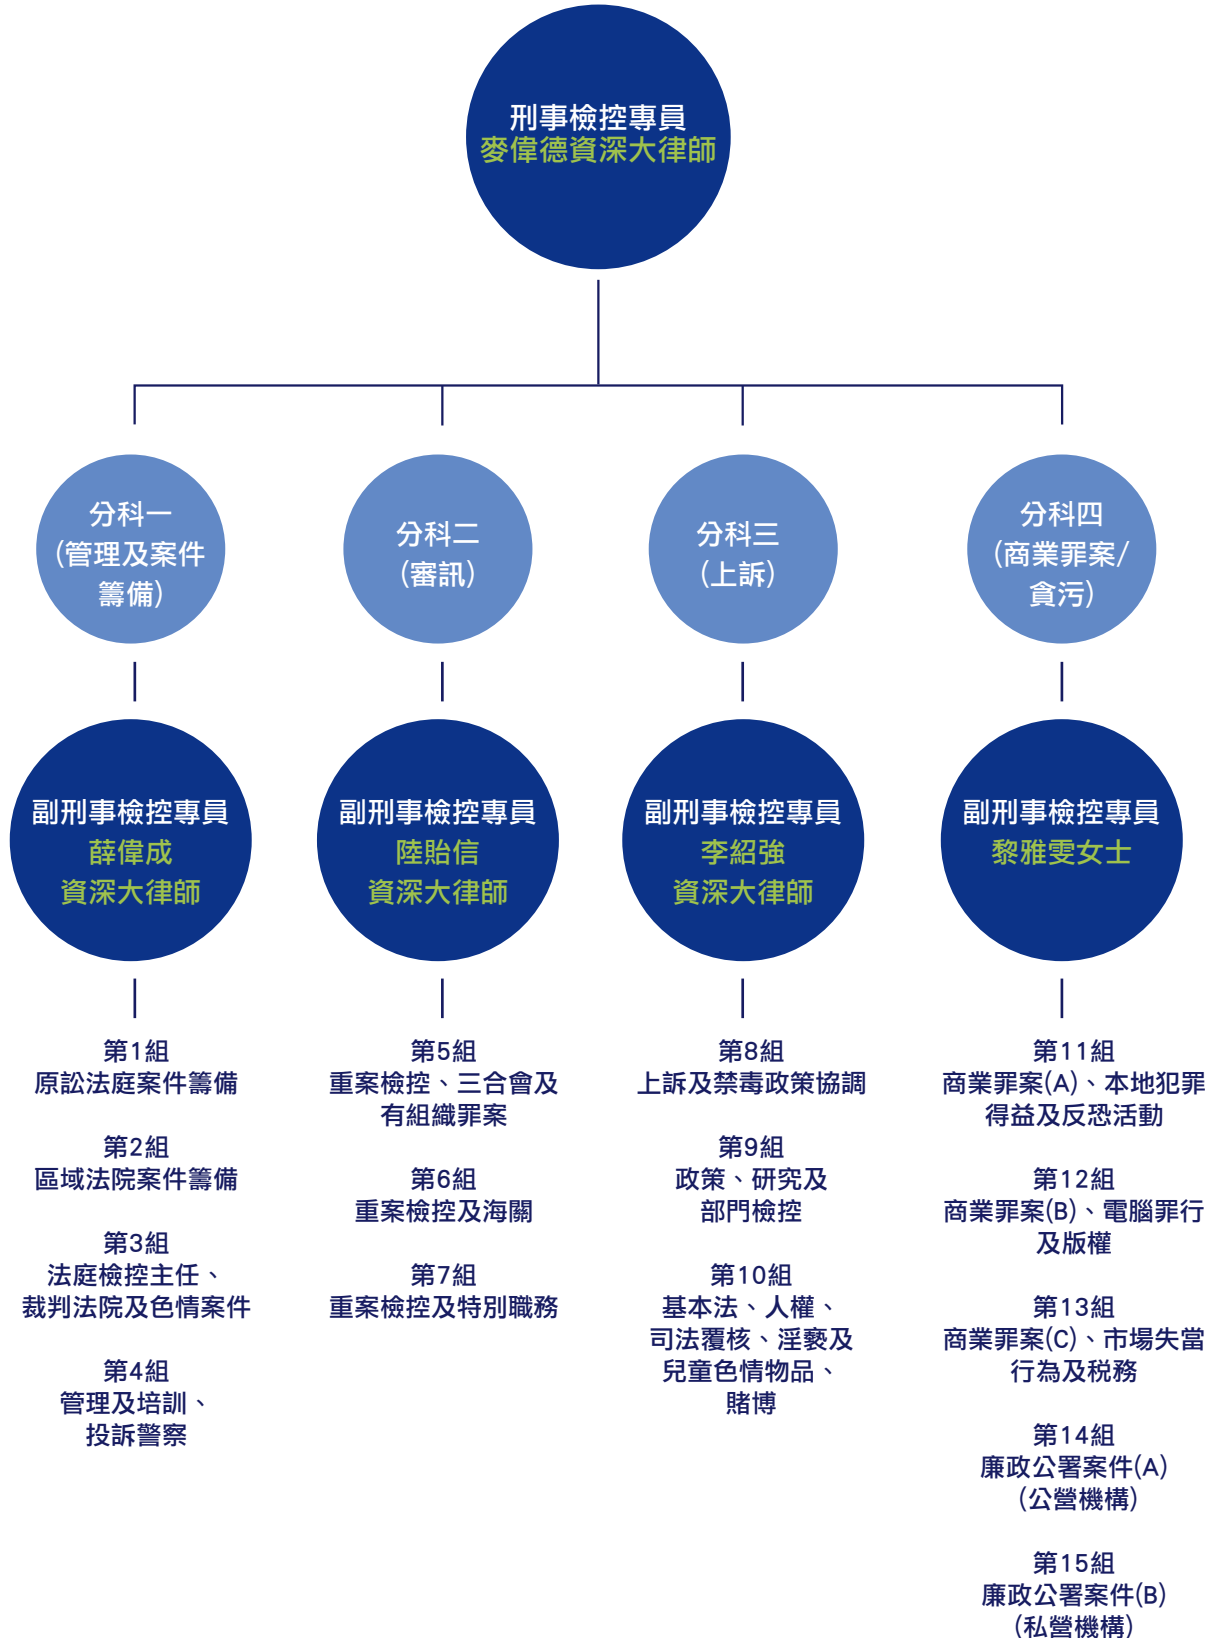 刑事檢控專員
麥偉德資深大律師
分科一
(管理及案件
籌備)
分科二
(審訊)
分科三
(上訴)
分科四
(商業罪案/
貪污)
副刑事檢控專員
薛偉成
資深大律師
副刑事檢控專員
陸貽信
資深大律師
副刑事檢控專員
李紹強
資深大律師
副刑事檢控專員
黎雅雯女士
第1組
原訟法庭案件籌備
第2組
區域法院案件籌備
第3組
法庭檢控主任、
裁判法院及色情案件
第4組
管理及培訓、
投訴警察
第5組
重案檢控、三合會及
有組織罪案
第6組
重案檢控及海關
第7組
重案檢控及特別職務
第8組
上訴及禁毒政策協調
第9組
政策、研究及
部門檢控
第10組
基本法、人權、
司法覆核、淫褻及
兒童色情物品、
賭博
第11組
商業罪案(A)、本地犯罪
得益及反恐活動
第12組
商業罪案(B)、電腦罪行
及版權
第13組
商業罪案(C)、市場失當
行為及稅務
第14組
廉政公署案件(A)
(公營機構)
第15組
廉政公署案件(B)
(私營機構)